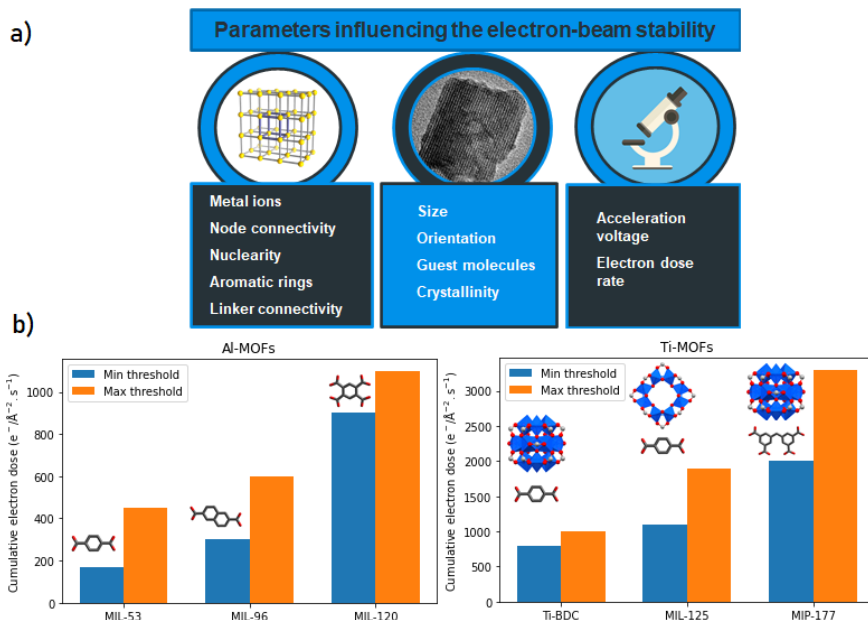 a)
Parameters influencing the electron-beam stability
Metal ions
Node connectivity
Nuclearity
Aromatic rings
Linker connectivity
Size
Orientation
Guest molecules
Crystallinity
Acceleration
voltage
Electron dose
rate
b)
Al-MOFs
Min threshold
Max threshold
Cumulative electron dose (e⁻/Å⁻² . s⁻¹)
1000
800
600
400
200
0
MIL-53
MIL-96
MIL-120
Ti-MOFs
Min threshold
Max threshold
Cumulative electron dose (e⁻/Å⁻² . s⁻¹)
3000
2500
2000
1500
1000
500
0
Ti-BDC
MIL-125
MIP-177